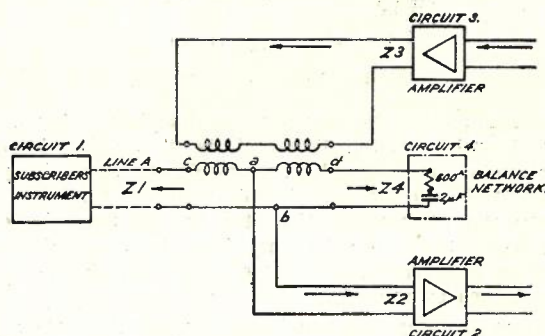 CIRCUIT 3.
Z3
AMPLIFIER
CIRCUIT 1.
SUBSCRIBERS
INSTRUMENT
LINE A
c
a
d
Z1
Z4
b
CIRCUIT 4.
600ω
2μF
BALANCE
NETWORK.
AMPLIFIER
Z2
CIRCUIT 2.